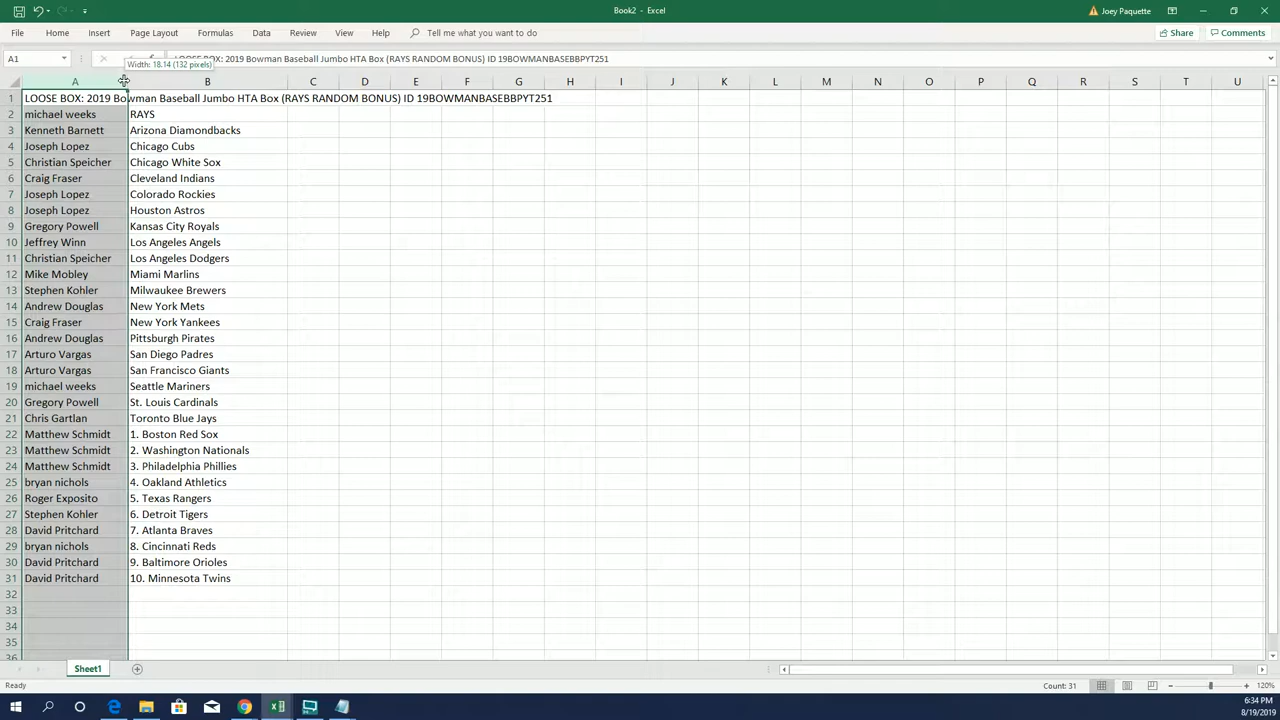 Book2 - Excel
Joey Paquette
File Home Insert Page Layout Formulas Data Review View Help Tell me what you want to do Share Comments
A1 LOOSE BOX: 2019 Bowman Baseball Jumbo HTA Box (RAYS RANDOM BONUS) ID 19BOWMANBASEBBPYT251
Width: 18.14 (132 pixels)
A B C D E F G H I J K L M N O P Q R S T U
1 LOOSE BOX: 2019 Bowman Baseball Jumbo HTA Box (RAYS RANDOM BONUS) ID 19BOWMANBASEBBPYT251
2 michael weeks RAYS
3 Kenneth Barnett Arizona Diamondbacks
4 Joseph Lopez Chicago Cubs
5 Christian Speicher Chicago White Sox
6 Craig Fraser Cleveland Indians
7 Joseph Lopez Colorado Rockies
8 Joseph Lopez Houston Astros
9 Gregory Powell Kansas City Royals
10 Jeffrey Winn Los Angeles Angels
11 Christian Speicher Los Angeles Dodgers
12 Mike Mobley Miami Marlins
13 Stephen Kohler Milwaukee Brewers
14 Andrew Douglas New York Mets
15 Craig Fraser New York Yankees
16 Andrew Douglas Pittsburgh Pirates
17 Arturo Vargas San Diego Padres
18 Arturo Vargas San Francisco Giants
19 michael weeks Seattle Mariners
20 Gregory Powell St. Louis Cardinals
21 Chris Gartlan Toronto Blue Jays
22 Matthew Schmidt 1. Boston Red Sox
23 Matthew Schmidt 2. Washington Nationals
24 Matthew Schmidt 3. Philadelphia Phillies
25 bryan nichols 4. Oakland Athletics
26 Roger Exposito 5. Texas Rangers
27 Stephen Kohler 6. Detroit Tigers
28 David Pritchard 7. Atlanta Braves
29 bryan nichols 8. Cincinnati Reds
30 David Pritchard 9. Baltimore Orioles
31 David Pritchard 10. Minnesota Twins
32
33
34
35
36
Sheet1
Ready Count: 31 120%
6:34 PM
8/19/2019